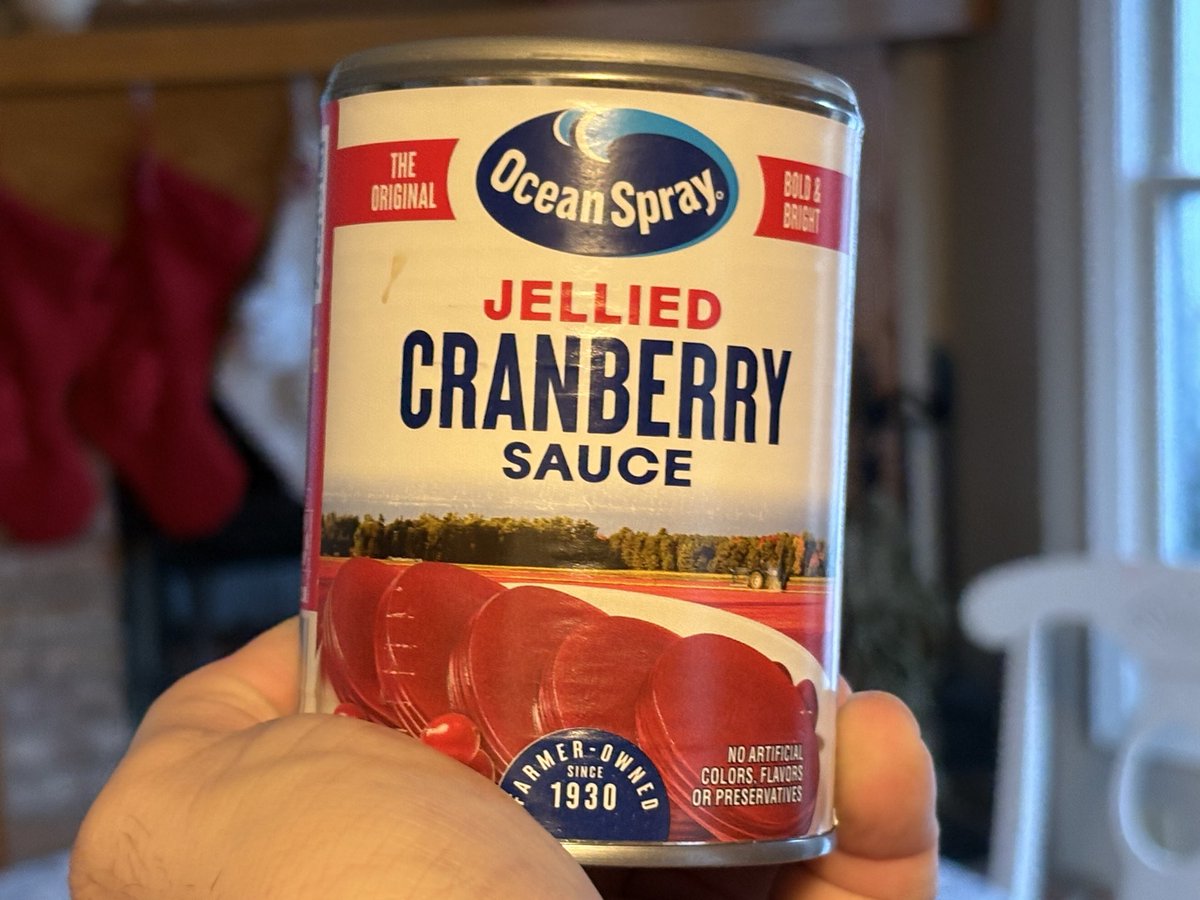 THE
ORIGINAL
Ocean Spray
BOLD &
BRIGHT
JELLIED
CRANBERRY
SAUCE
FARMER-OWNED
SINCE
1930
NO ARTIFICIAL
COLORS, FLAVORS
OR PRESERVATIVES